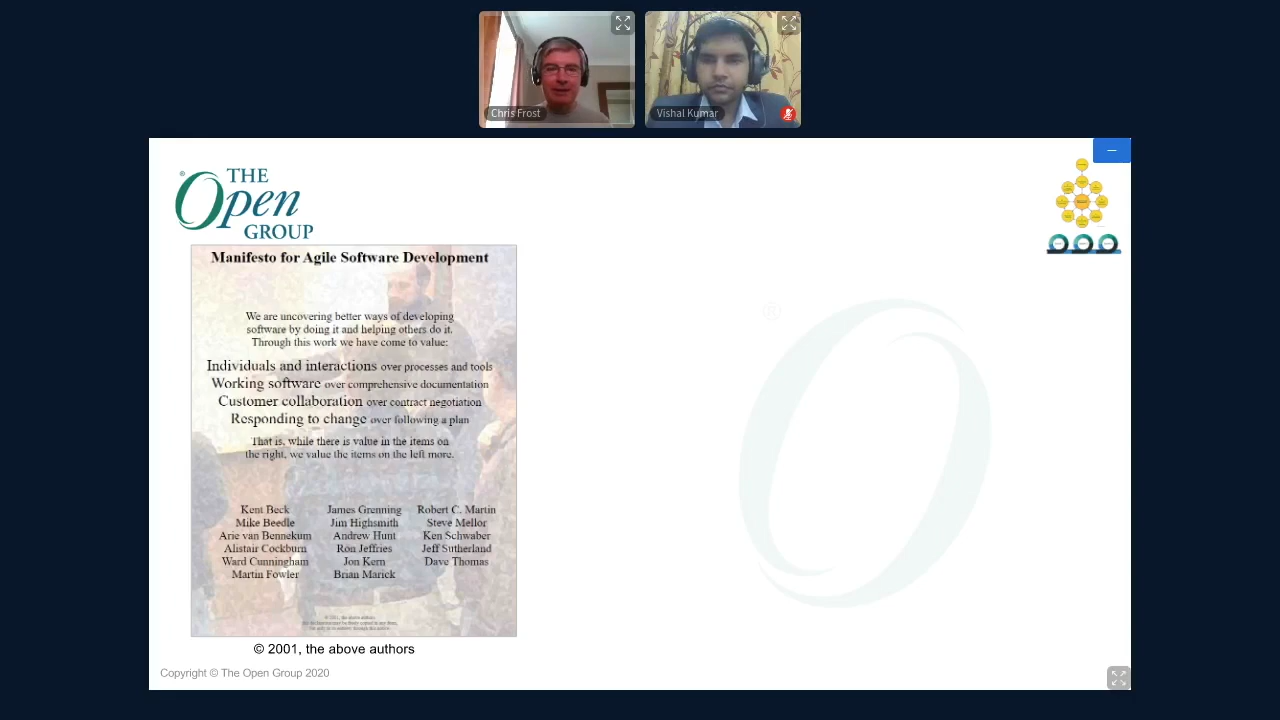 Chris Frost
Vishal Kumar
THE
Open
GROUP
®
Manifesto for Agile Software Development
We are uncovering better ways of developing
software by doing it and helping others do it.
Through this work we have come to value:
Individuals and interactions over processes and tools
Working software over comprehensive documentation
Customer collaboration over contract negotiation
Responding to change over following a plan
That is, while there is value in the items on
the right, we value the items on the left more.
Kent Beck
Mike Beedle
Arie van Bennekum
Alistair Cockburn
Ward Cunningham
Martin Fowler
James Grenning
Jim Highsmith
Andrew Hunt
Ron Jeffries
Jon Kern
Brian Marick
Robert C. Martin
Steve Mellor
Ken Schwaber
Jeff Sutherland
Dave Thomas
© 2001, the above authors
© 2001, the above authors
Copyright © The Open Group 2020